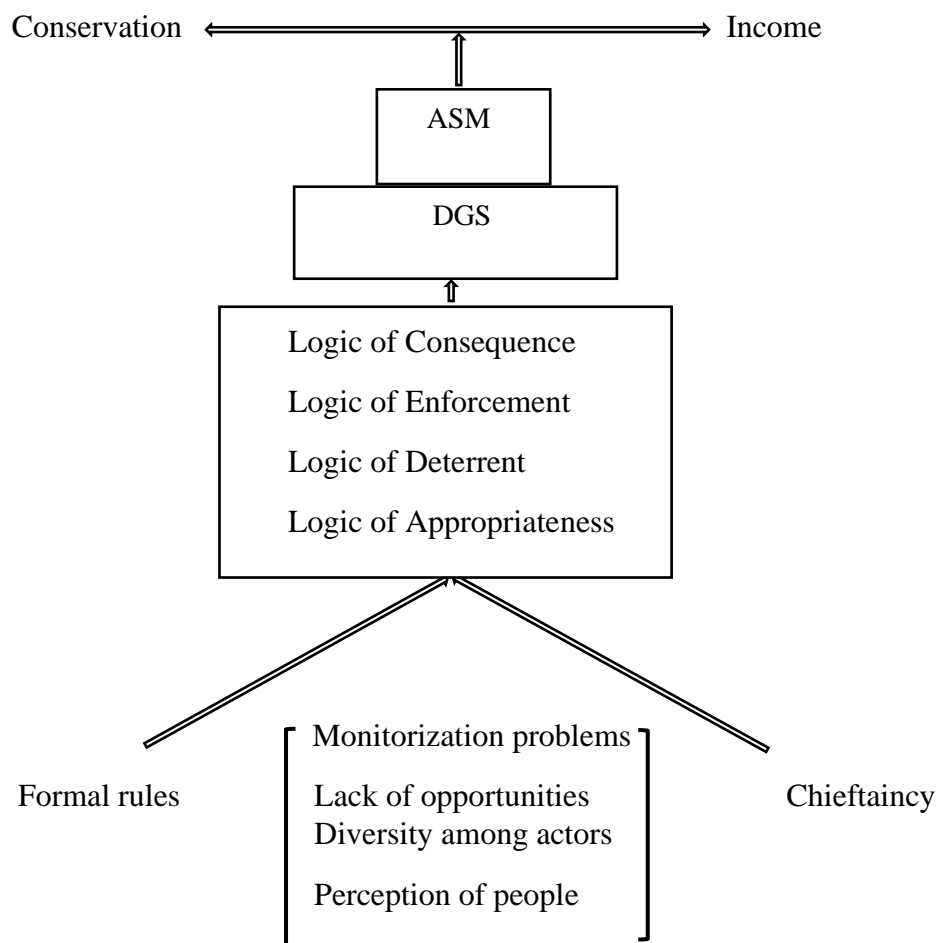 Conservation
Income
ASM
DGS
Logic of Consequence
Logic of Enforcement
Logic of Deterrent
Logic of Appropriateness
Monitorization problems
Formal rules
Lack of opportunities
Chieftaincy
Diversity among actors
Perception of people